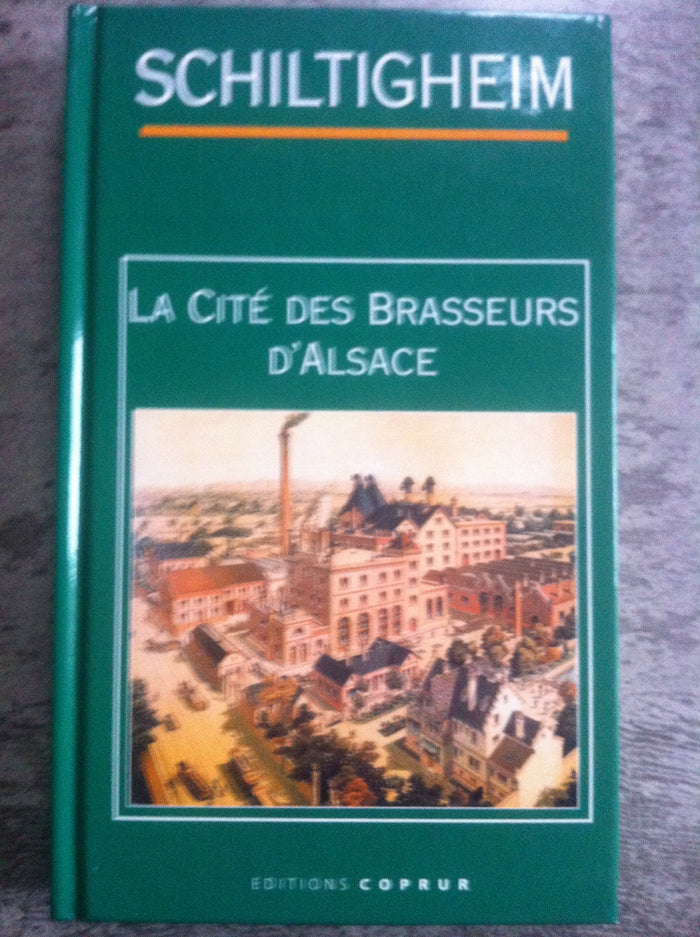 SCHILTIGHEIM
LA CITÉ DES BRASSEURS
D'ALSACE
EDITIONS COPRUR